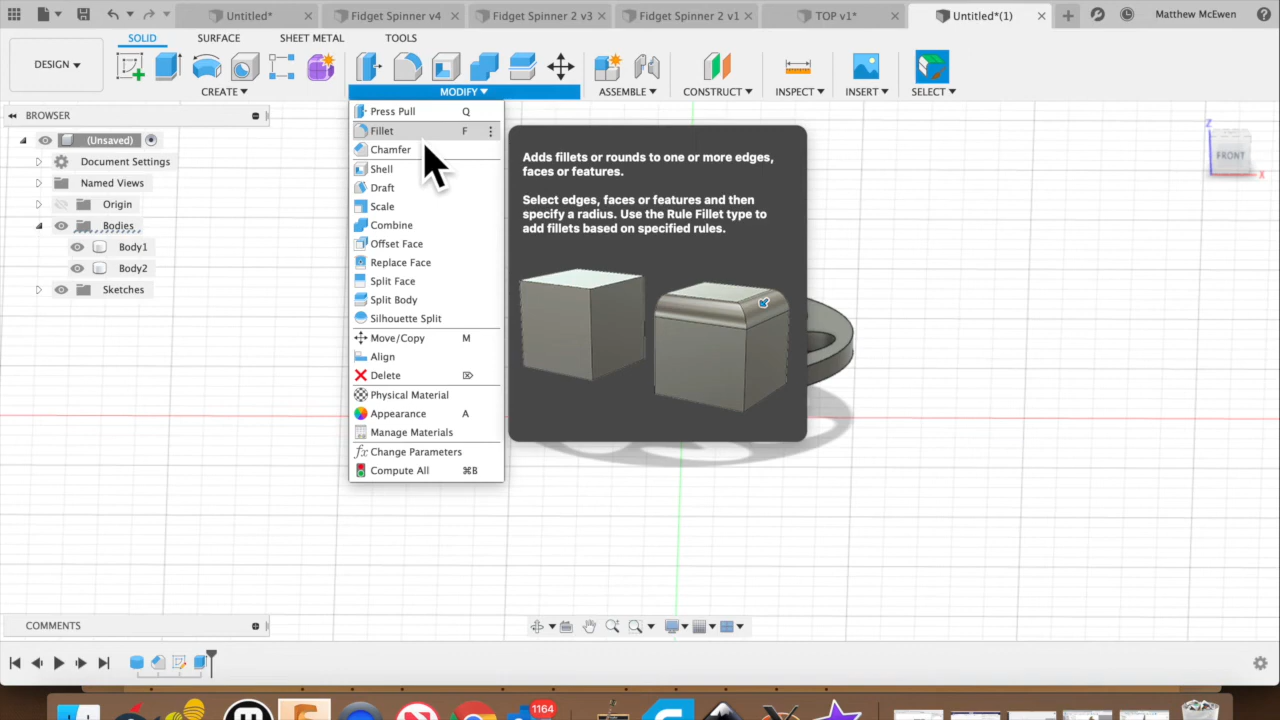 Untitled*
Fidget Spinner v4
Fidget Spinner 2 v3
Fidget Spinner 2 v1
TOP v1*
Untitled*(1)
Matthew McEwen
SOLID
SURFACE
SHEET METAL
TOOLS
DESIGN
CREATE
MODIFY
ASSEMBLE
CONSTRUCT
INSPECT
INSERT
SELECT
BROWSER
(Unsaved)
Document Settings
Named Views
Origin
Bodies
Body1
Body2
Sketches
Press Pull Q
Fillet F
Chamfer
Shell
Draft
Scale
Combine
Offset Face
Replace Face
Split Face
Split Body
Silhouette Split
Move/Copy M
Align
Delete ⌦
Physical Material
Appearance A
Manage Materials
fx Change Parameters
Compute All ⌘B
Adds fillets or rounds to one or more edges,
faces or features.
Select edges, faces or features and then
specify a radius. Use the Rule Fillet type to
add fillets based on specified rules.
Z
FRONT
X
COMMENTS
1164